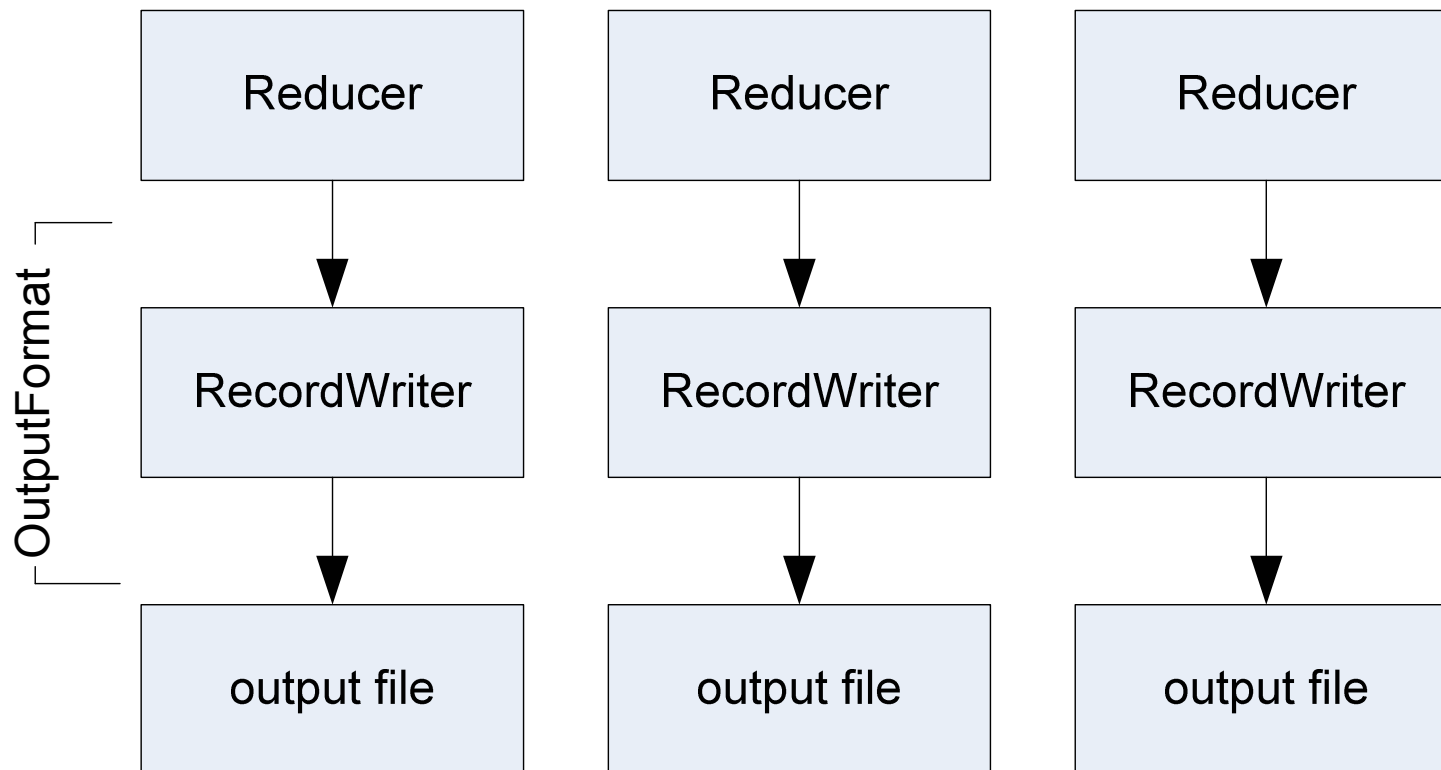 Reducer
Reducer
Reducer
OutputFormat
RecordWriter
RecordWriter
RecordWriter
output file
output file
output file